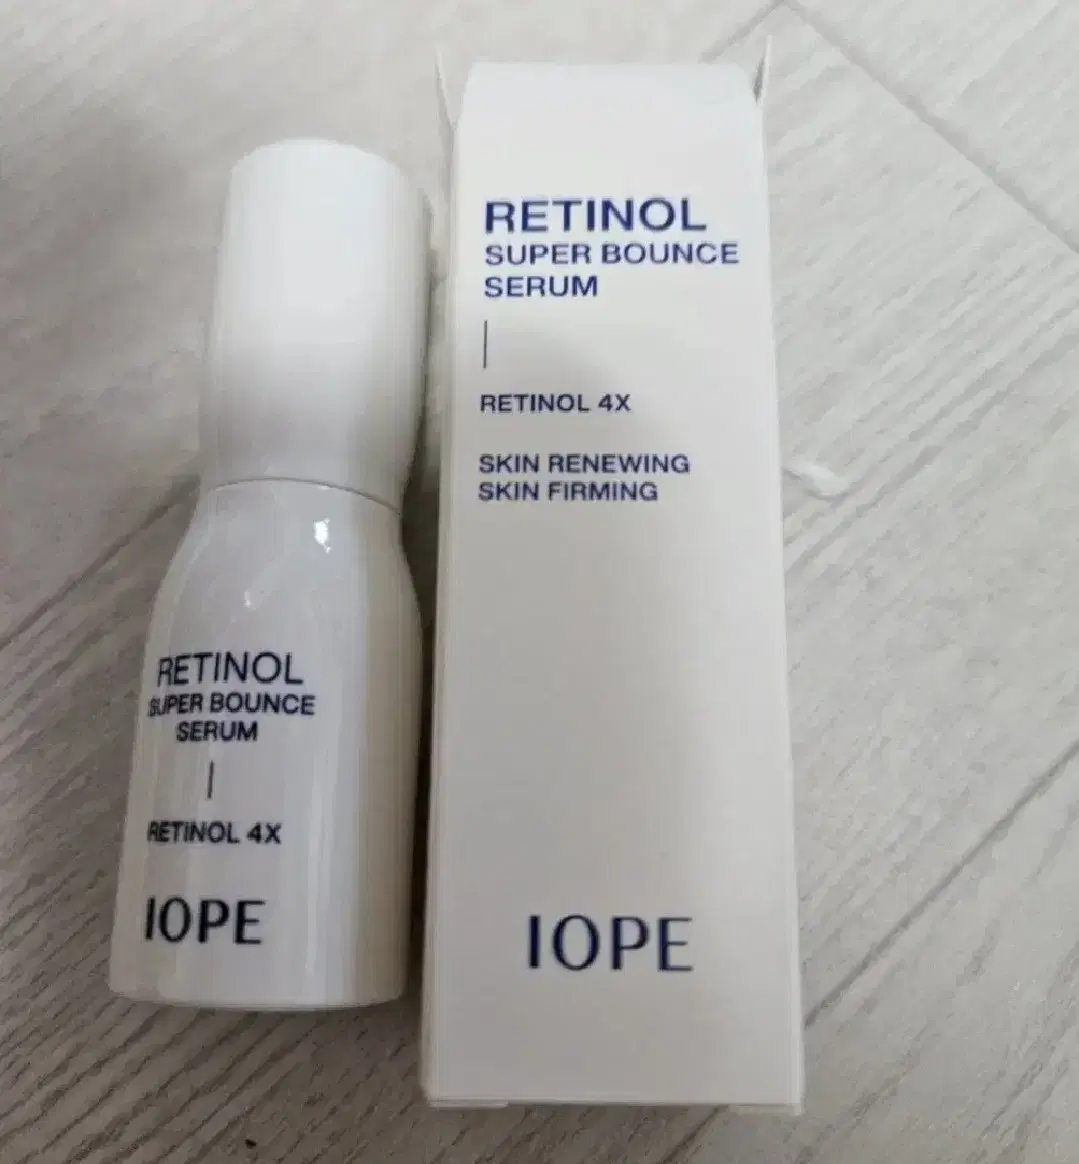 RETINOL
SUPER BOUNCE
SERUM
RETINOL 4X
IOPE
RETINOL
SUPER BOUNCE
SERUM
RETINOL 4X
SKIN RENEWING
SKIN FIRMING
IOPE